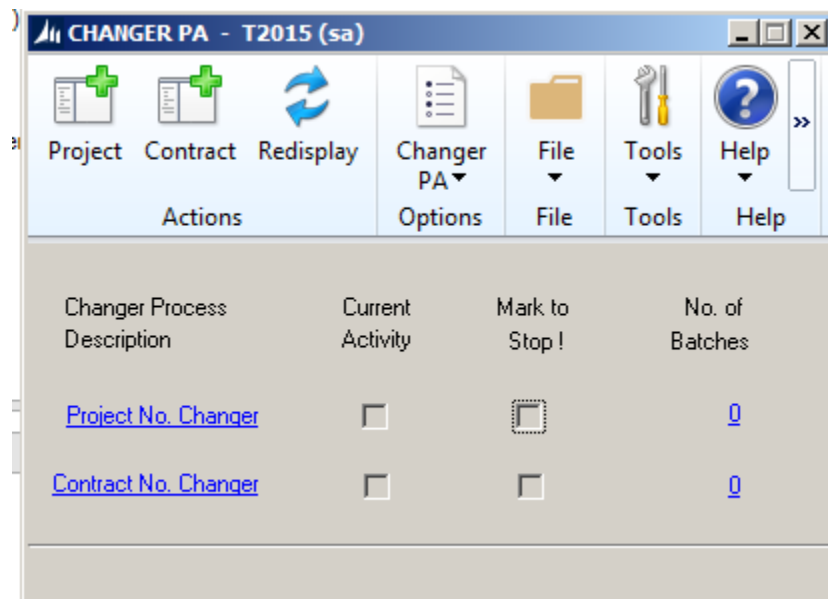 CHANGER PA - T2015 (sa)
Project Contract Redisplay Changer PA File Tools Help »
Actions Options File Tools Help
Changer Process Description Current Activity Mark to Stop ! No. of Batches
Project No. Changer 0
Contract No. Changer 0